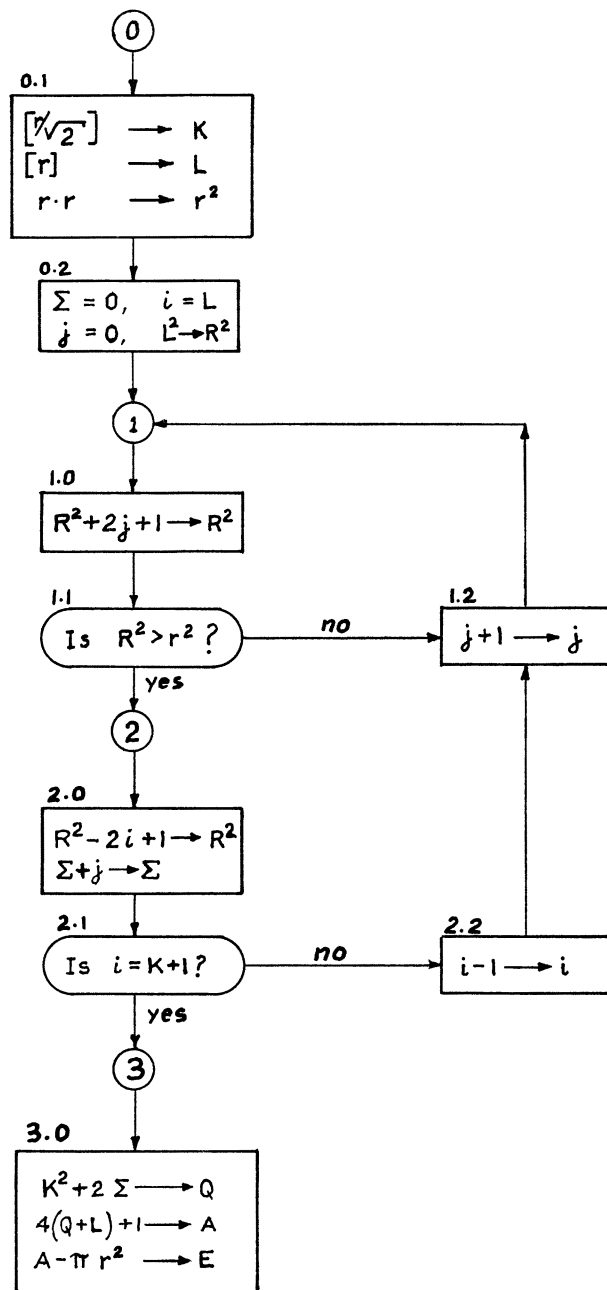 0
0.1
[r/√2] → K
[r] → L
r·r → r²
0.2
Σ = 0, i = L
j = 0, L² → R²
1
1.0
R² + 2j + 1 → R²
1.1
Is R² > r² ?
no
1.2
j + 1 → j
yes
2
2.0
R² - 2i + 1 → R²
Σ + j → Σ
2.1
Is i = K + 1?
no
2.2
i - 1 → i
yes
3
3.0
K² + 2 Σ → Q
4(Q + L) + 1 → A
A - π r² → E